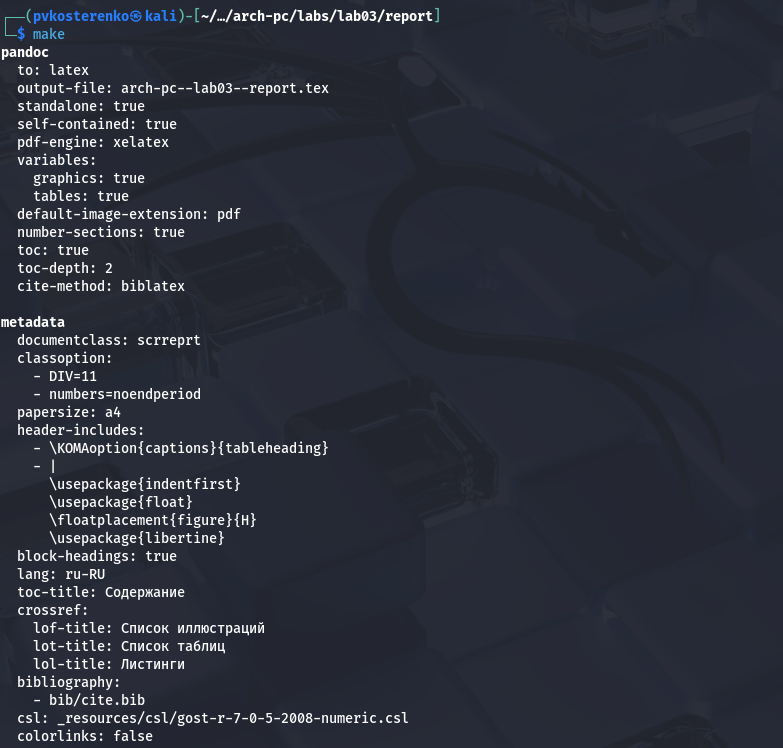 ┌──(pvkosterenko㉿kali)-[~/…/arch-pc/labs/lab03/report]
└─$ make
pandoc
  to: latex
  output-file: arch-pc--lab03--report.tex
  standalone: true
  self-contained: true
  pdf-engine: xelatex
  variables:
    graphics: true
    tables: true
  default-image-extension: pdf
  number-sections: true
  toc: true
  toc-depth: 2
  cite-method: biblatex

metadata
  documentclass: scrreprt
  classoption:
    - DIV=11
    - numbers=noendperiod
  papersize: a4
  header-includes:
    - \KOMAoption{captions}{tableheading}
    - |
      \usepackage{indentfirst}
      \usepackage{float}
      \floatplacement{figure}{H}
      \usepackage{libertine}
  block-headings: true
  lang: ru-RU
  toc-title: Содержание
  crossref:
    lof-title: Список иллюстраций
    lot-title: Список таблиц
    lol-title: Листинги
  bibliography:
    - bib/cite.bib
  csl: _resources/csl/gost-r-7-0-5-2008-numeric.csl
  colorlinks: false